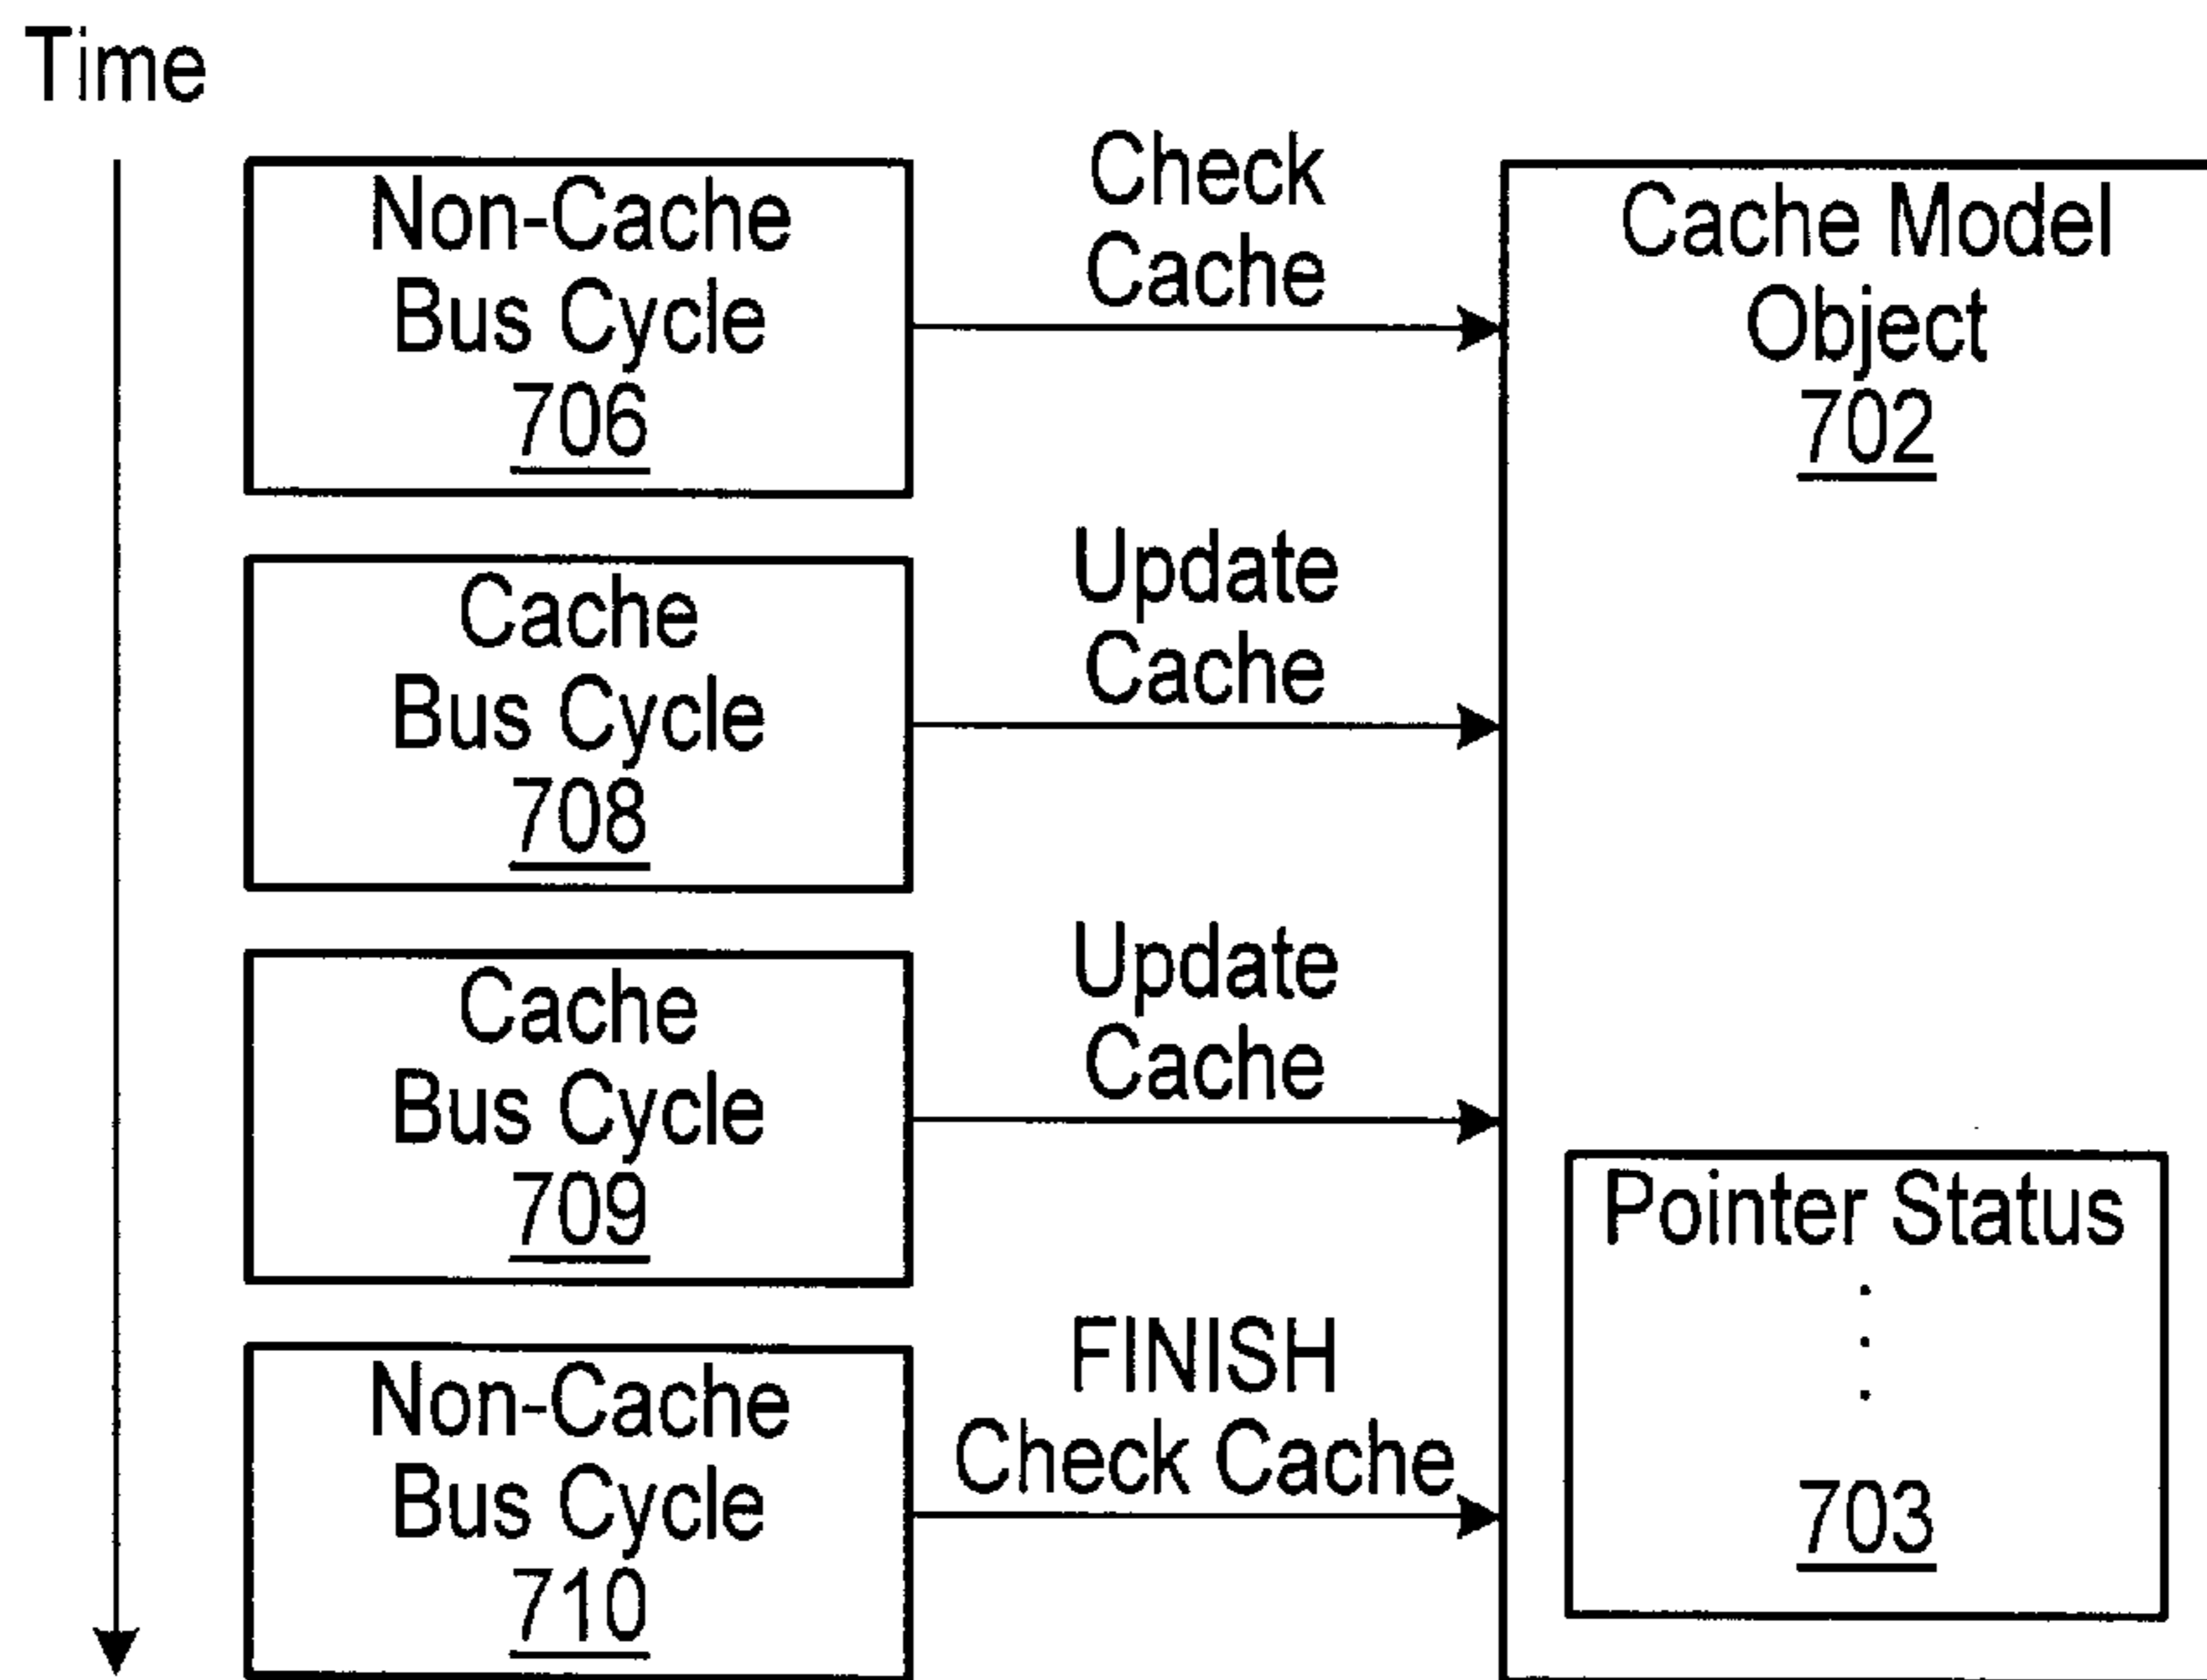 Time
Non-Cache
Bus Cycle
706
Check
Cache
Cache Model
Object
702
Cache
Bus Cycle
708
Update
Cache
Cache
Bus Cycle
709
Update
Cache
Pointer Status
703
Non-Cache
Bus Cycle
710
FINISH
Check Cache